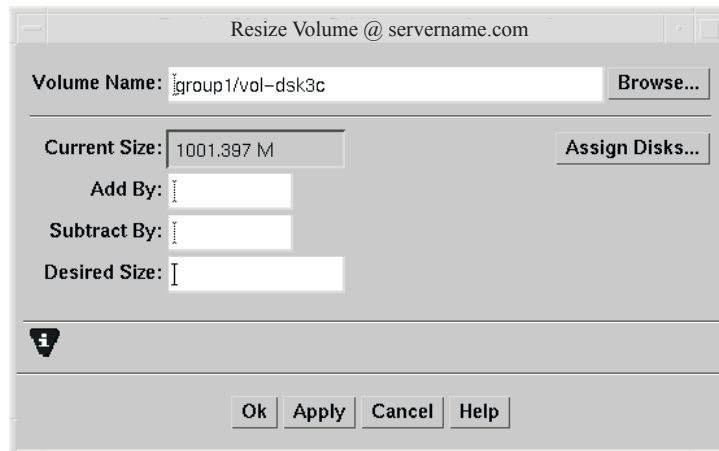 Resize Volume @ servername.com
Volume Name: group1/vol-dsk3c Browse...
Current Size: 1001.397 M Assign Disks...
Add By:
Subtract By:
Desired Size:
i
Ok Apply Cancel Help